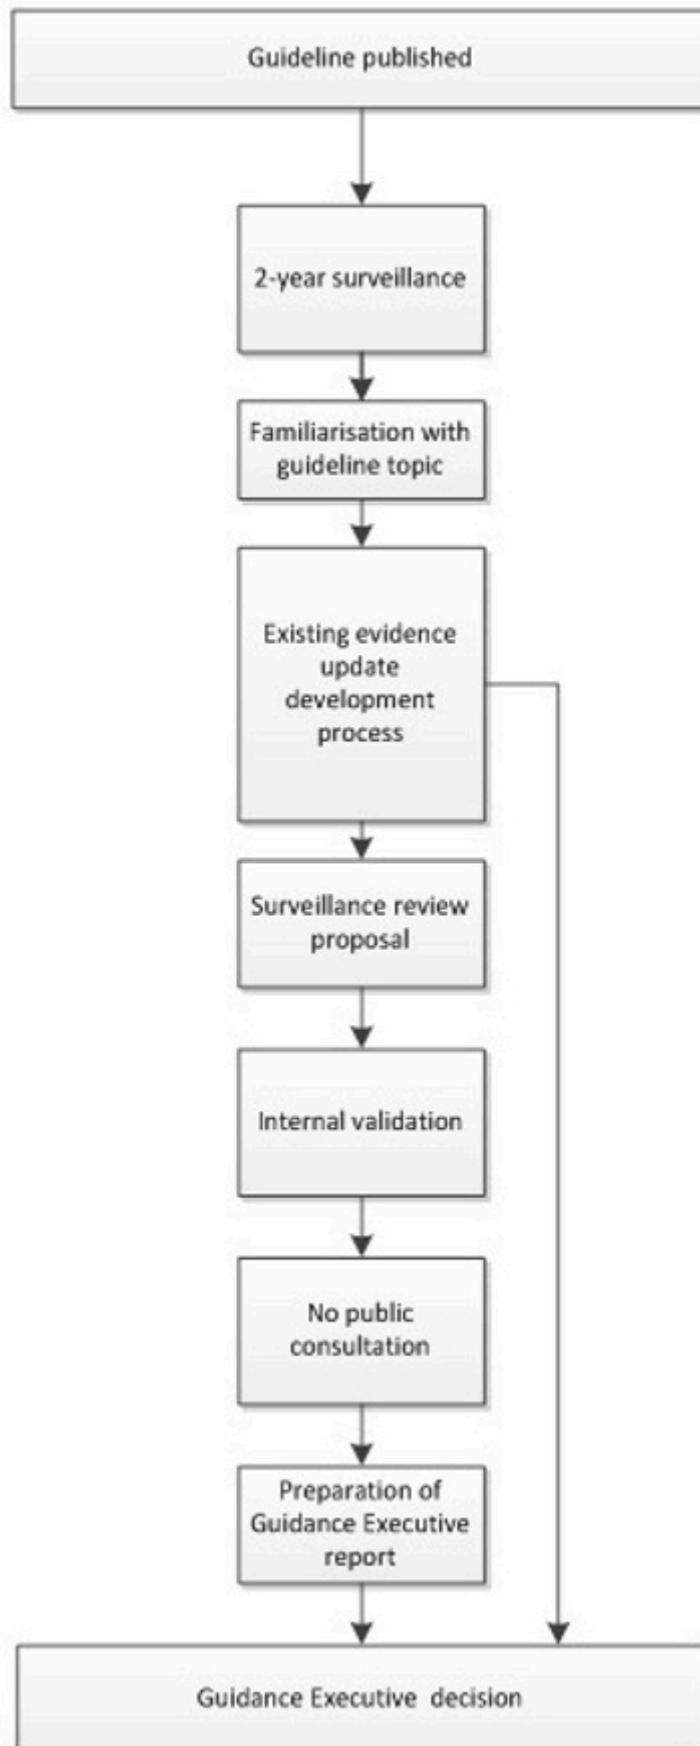 Guideline published
2-year surveillance
Familiarisation with
guideline topic
Existing evidence
update
development
process
Surveillance review
proposal
Internal validation
No public
consultation
Preparation of
Guidance Executive
report
Guidance Executive decision